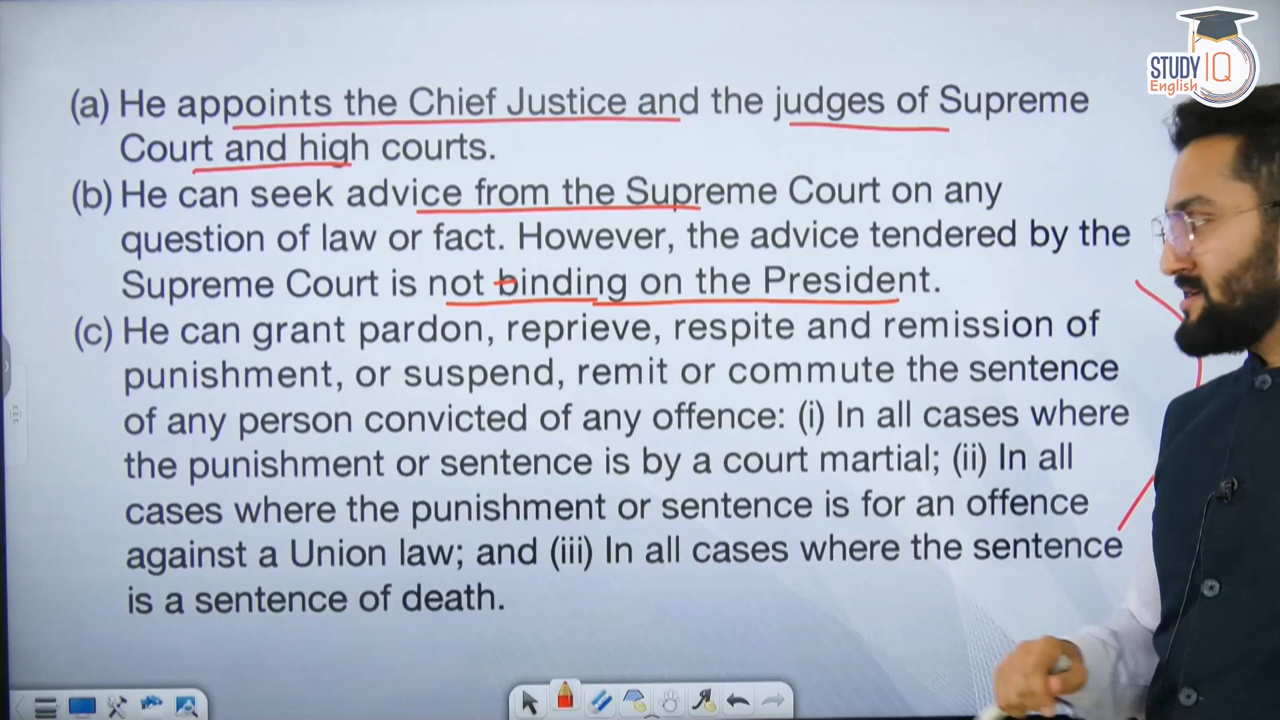 STUDY IQ
English
(a) He appoints the Chief Justice and the judges of Supreme
Court and high courts.
(b) He can seek advice from the Supreme Court on any
question of law or fact. However, the advice tendered by the
Supreme Court is not binding on the President.
(c) He can grant pardon, reprieve, respite and remission of
punishment, or suspend, remit or commute the sentence
of any person convicted of any offence: (i) In all cases where
the punishment or sentence is by a court martial; (ii) In all
cases where the punishment or sentence is for an offence
against a Union law; and (iii) In all cases where the sentence
is a sentence of death.